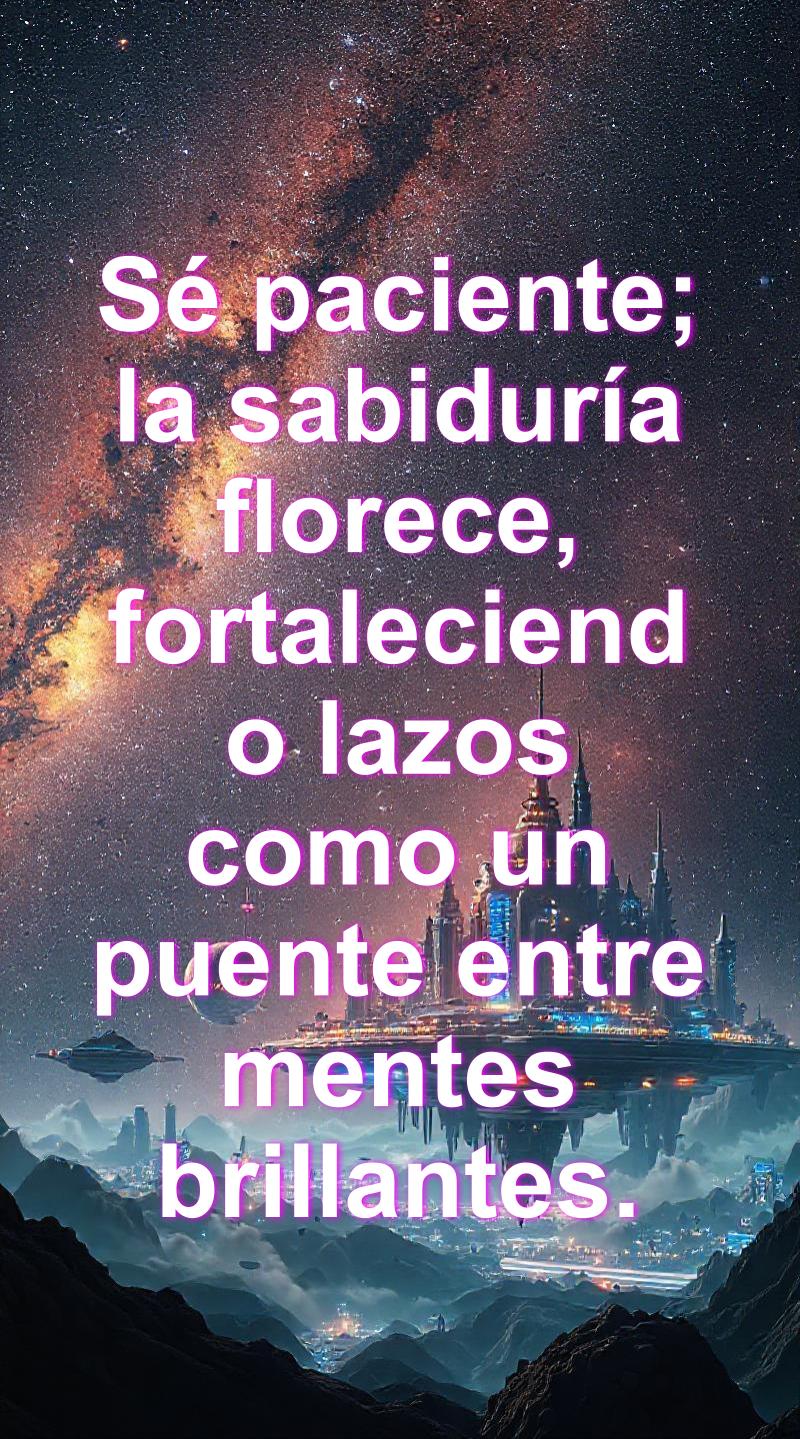 Sé paciente;
la sabiduría
florece,
fortaleciend
o lazos
como un
puente entre
mentes
brillantes.